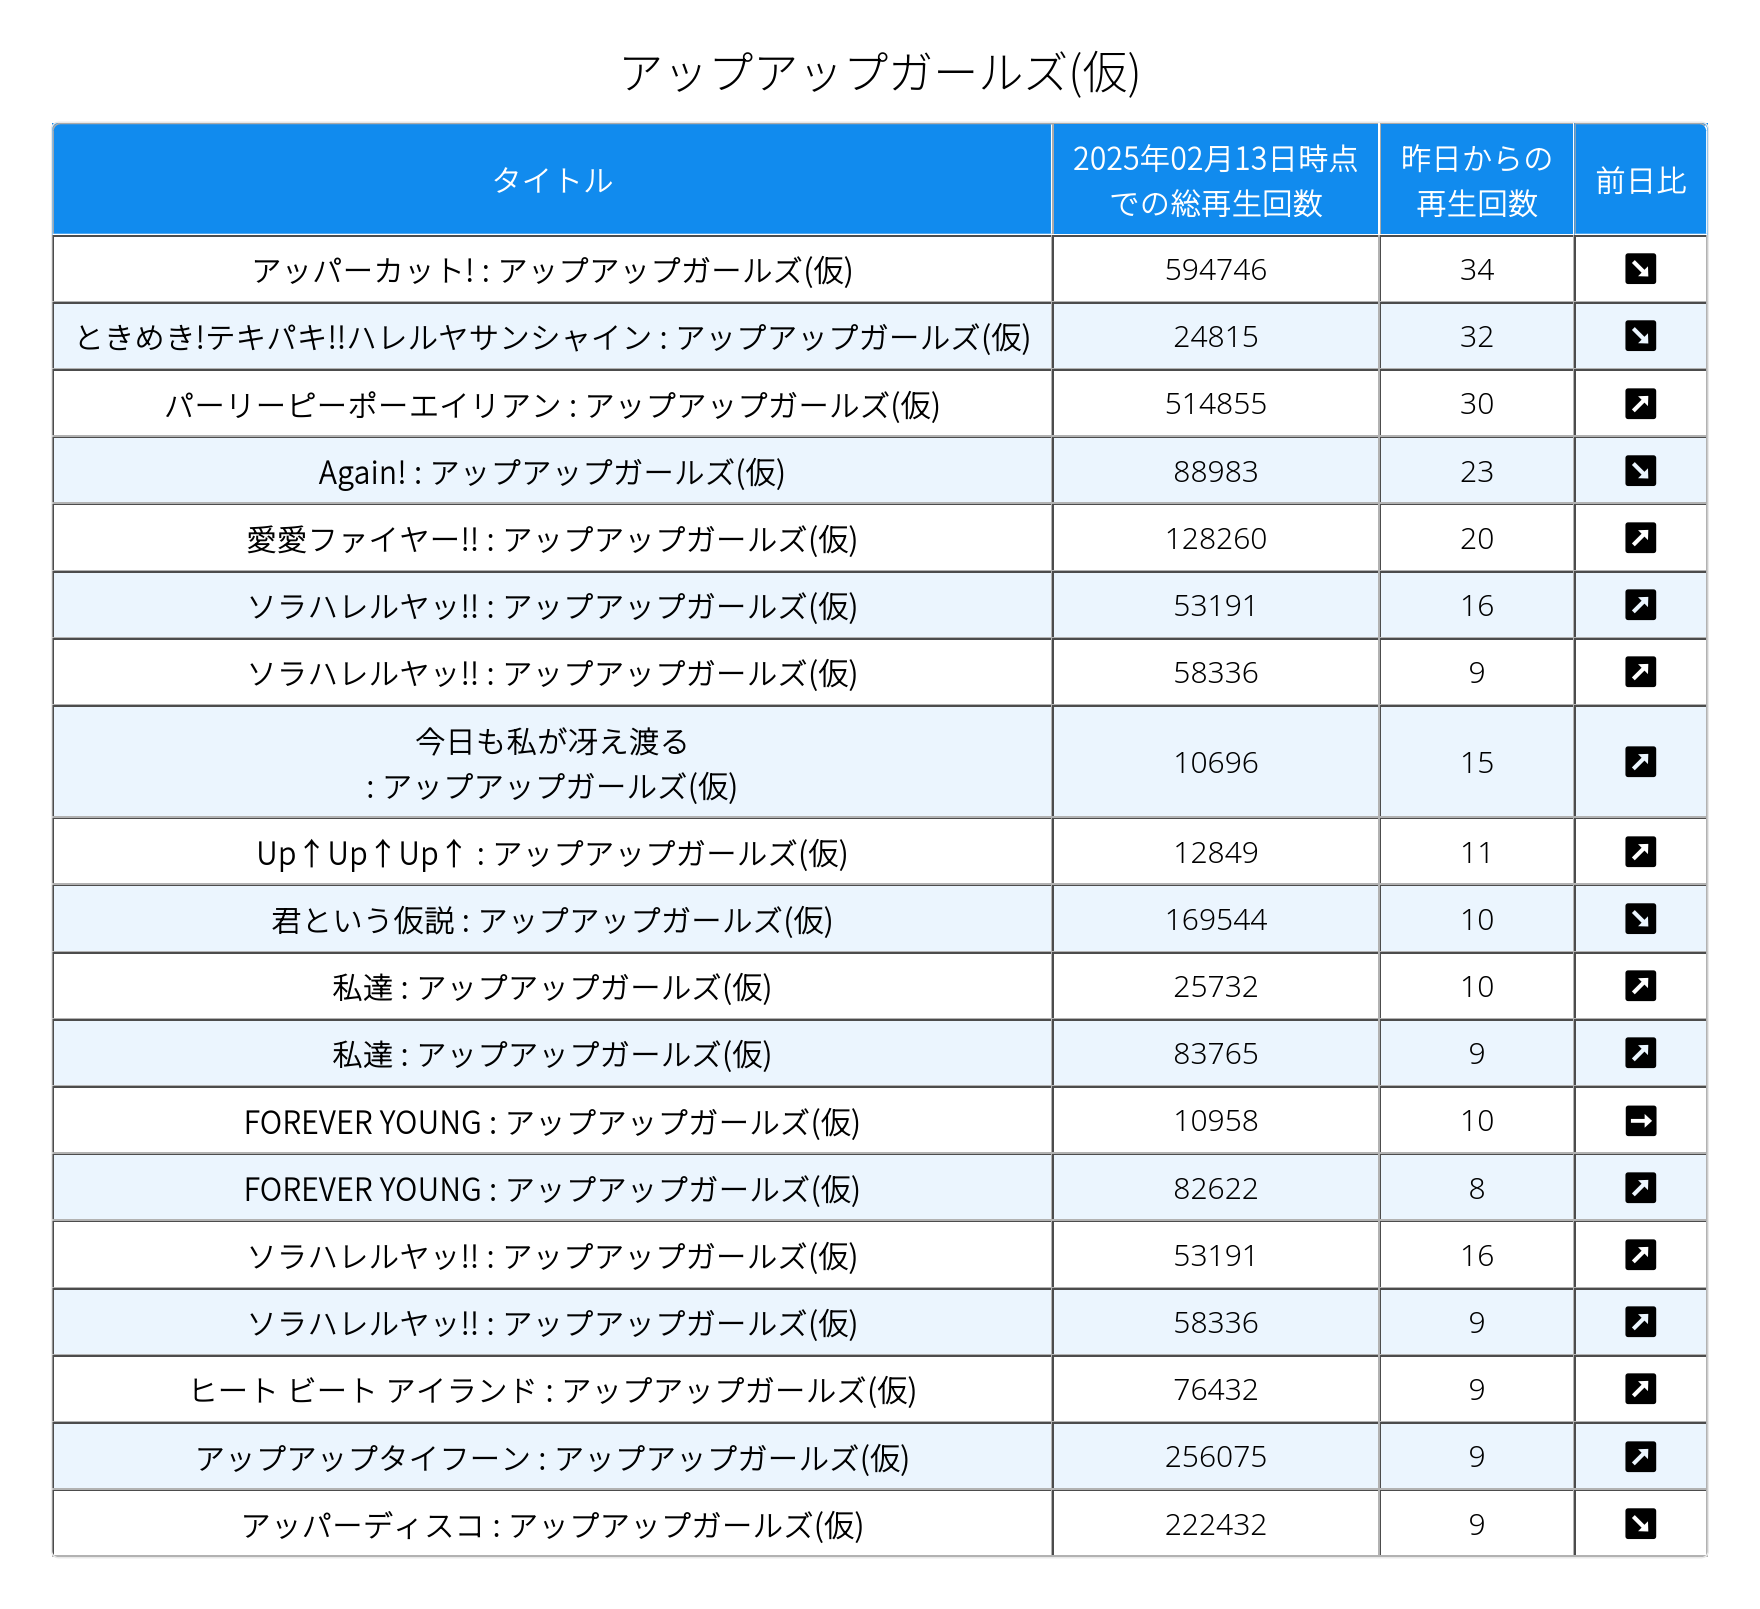 アップアップガールズ(仮)
タイトル 2025年02月13日時点での総再生回数 昨日からの再生回数 前日比
アッパーカット! : アップアップガールズ(仮) 594746 34 ↘
ときめき!テキパキ!!ハレルヤサンシャイン : アップアップガールズ(仮) 24815 32 ↘
パーリーピーポーエイリアン : アップアップガールズ(仮) 514855 30 ↗
Again! : アップアップガールズ(仮) 88983 23 ↘
愛愛ファイヤー!! : アップアップガールズ(仮) 128260 20 ↗
ソラハレルヤッ!! : アップアップガールズ(仮) 53191 16 ↗
ソラハレルヤッ!! : アップアップガールズ(仮) 58336 9 ↗
今日も私が冴え渡る
: アップアップガールズ(仮) 10696 15 ↗
Up↑Up↑Up↑ : アップアップガールズ(仮) 12849 11 ↗
君という仮説 : アップアップガールズ(仮) 169544 10 ↘
私達 : アップアップガールズ(仮) 25732 10 ↗
私達 : アップアップガールズ(仮) 83765 9 ↗
FOREVER YOUNG : アップアップガールズ(仮) 10958 10 →
FOREVER YOUNG : アップアップガールズ(仮) 82622 8 ↗
ソラハレルヤッ!! : アップアップガールズ(仮) 53191 16 ↗
ソラハレルヤッ!! : アップアップガールズ(仮) 58336 9 ↗
ヒート ビート アイランド : アップアップガールズ(仮) 76432 9 ↗
アップアップタイフーン : アップアップガールズ(仮) 256075 9 ↗
アッパーディスコ : アップアップガールズ(仮) 222432 9 ↘